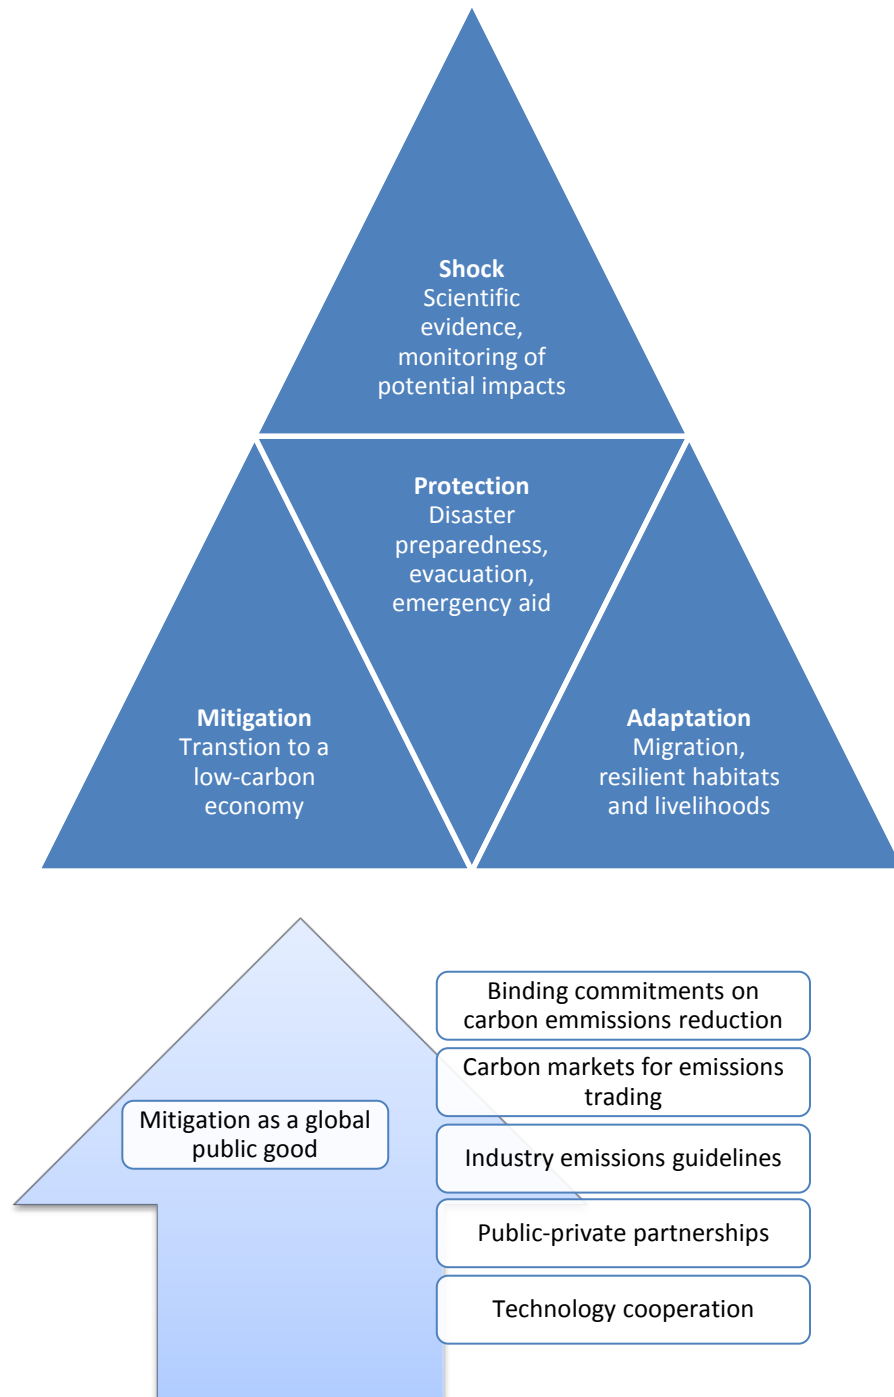 Shock
Scientific
evidence,
monitoring of
potential impacts
Protection
Disaster
preparedness,
evacuation,
emergency aid
Mitigation
Transtion to a
low-carbon
economy
Adaptation
Migration,
resilient habitats
and livelihoods
Mitigation as a global
public good
Binding commitments on
carbon emmissions reduction
Carbon markets for emissions
trading
Industry emissions guidelines
Public-private partnerships
Technology cooperation